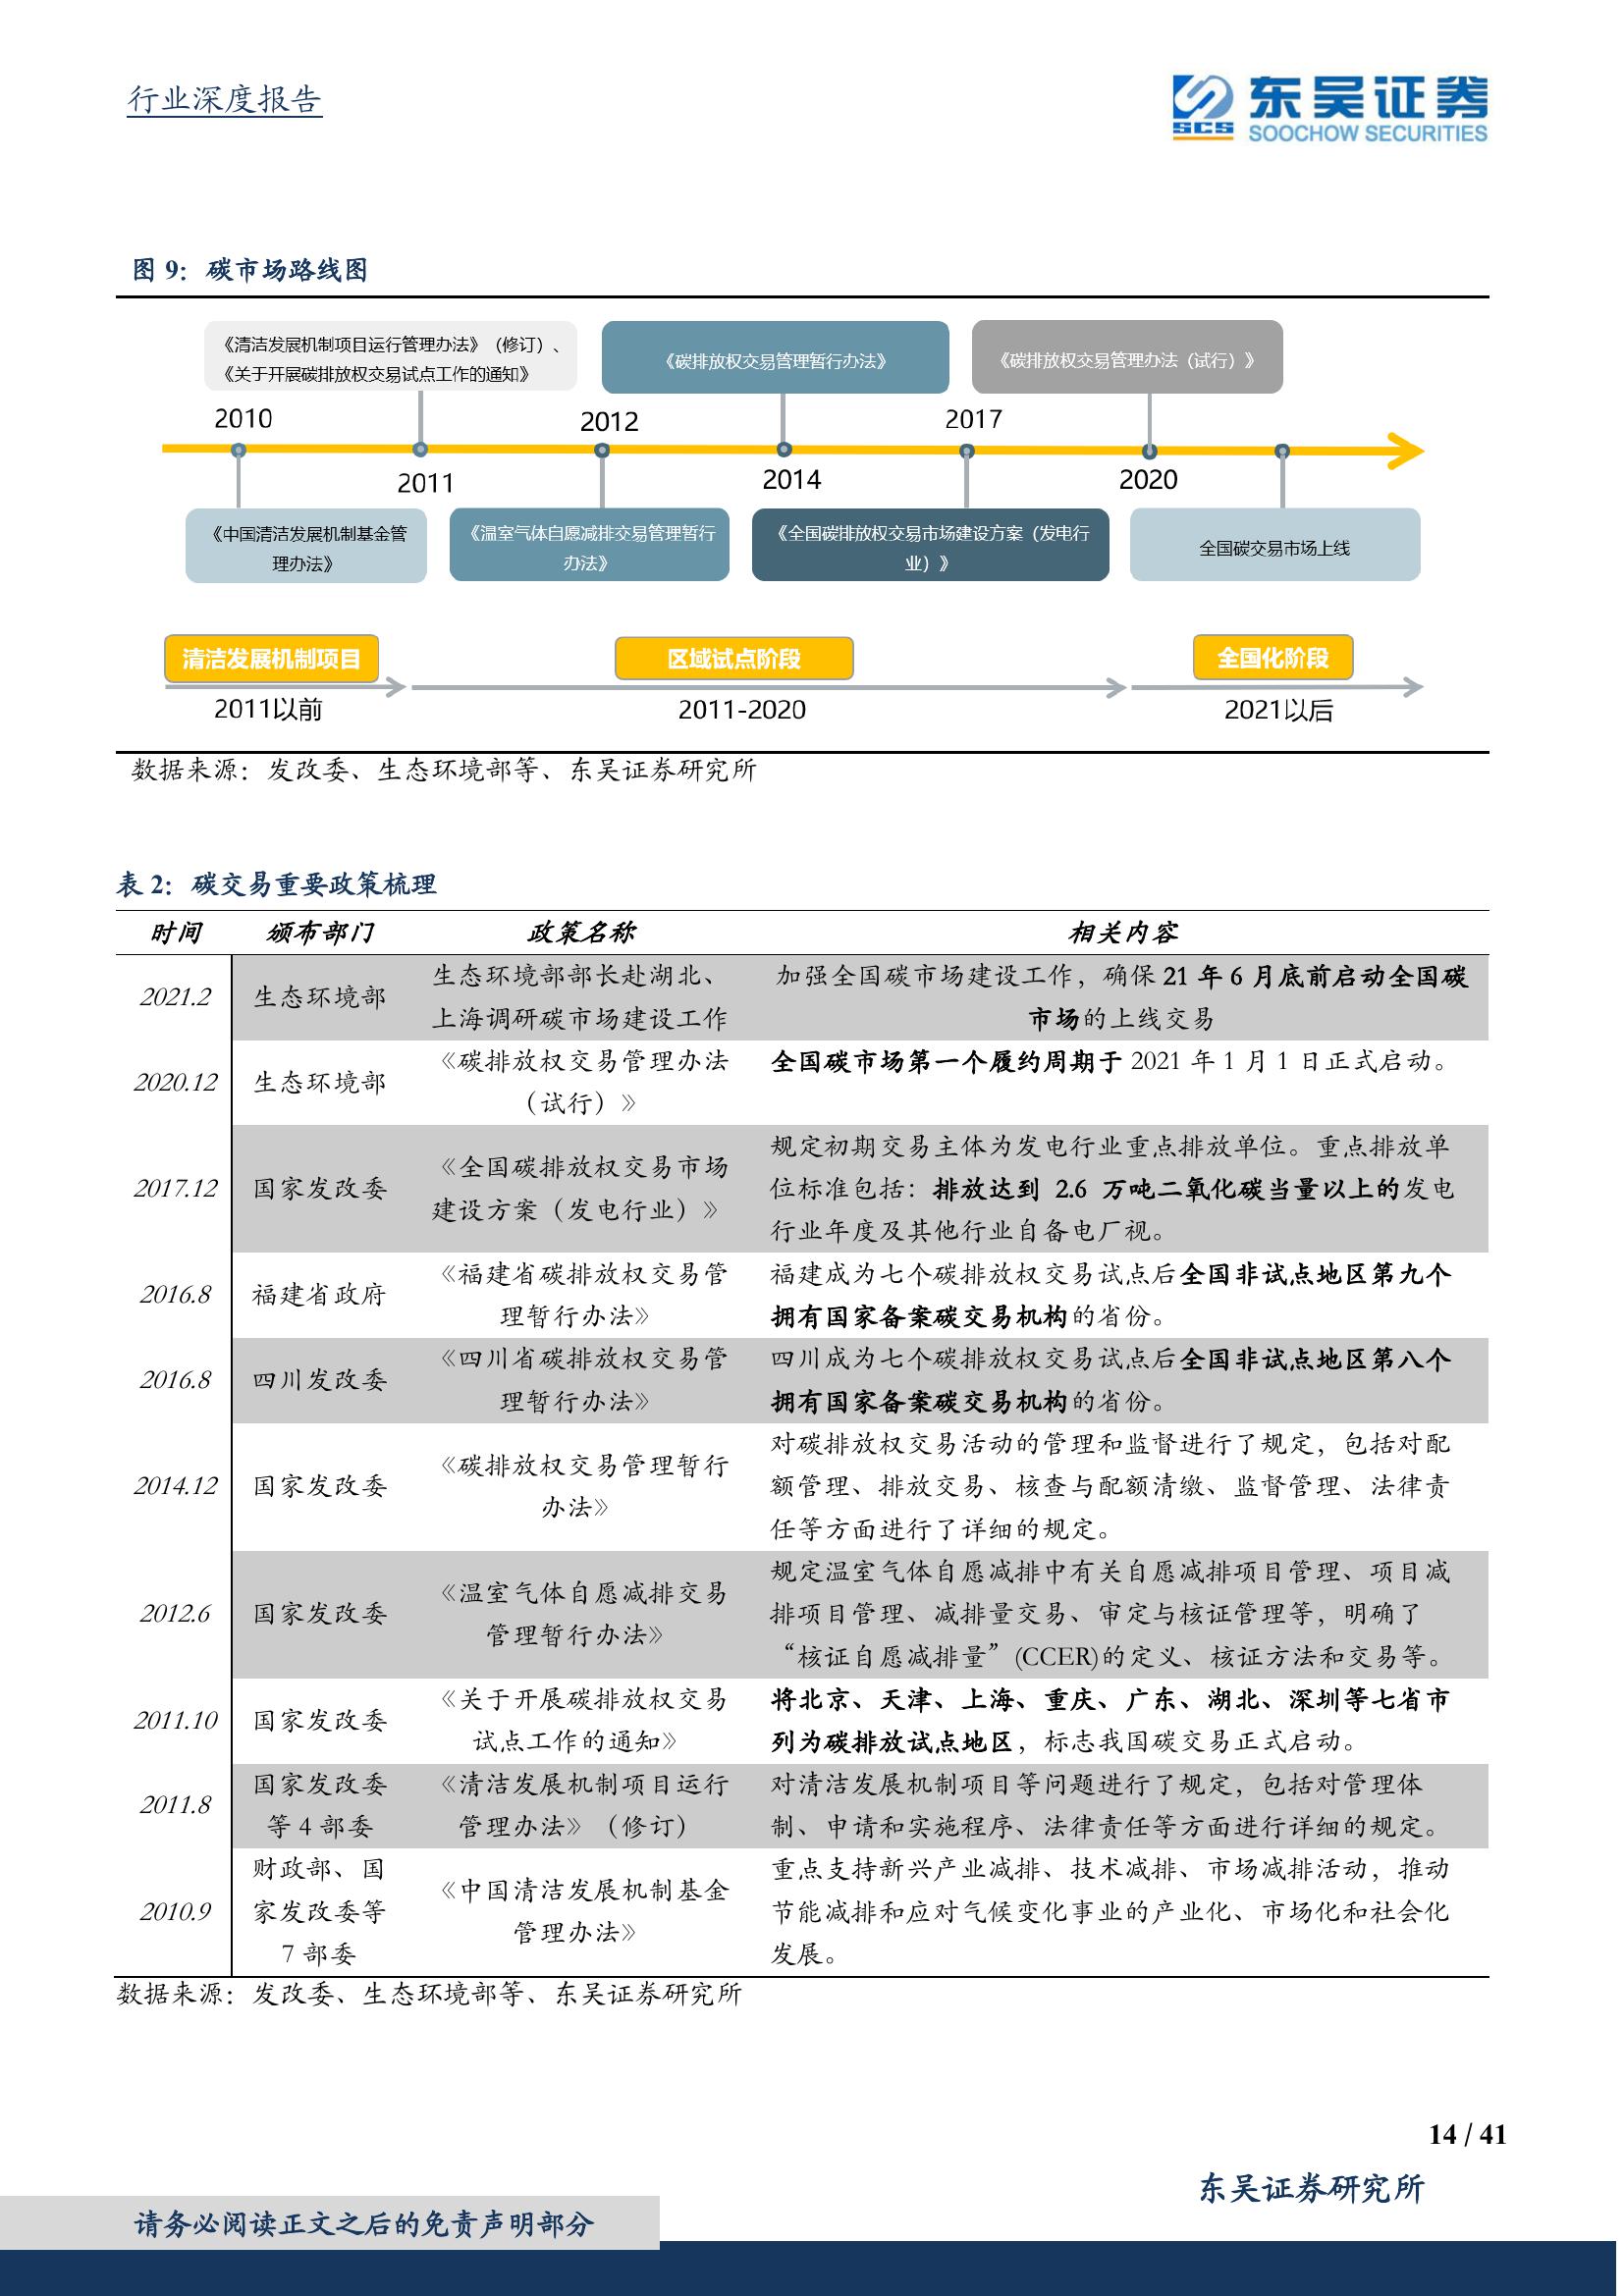 行业深度报告
SCS
东吴证券
SOOCHOW SECURITIES
图 9：碳市场路线图
《清洁发展机制项目运行管理办法》（修订）、
《关于开展碳排放权交易试点工作的通知》
《碳排放权交易管理暂行办法》
《碳排放权交易管理办法（试行）》
2010
2012
2017
2011
2014
2020
《中国清洁发展机制基金管
理办法》
《温室气体自愿减排交易管理暂行
办法》
《全国碳排放权交易市场建设方案（发电行
业）》
全国碳交易市场上线
清洁发展机制项目
区域试点阶段
全国化阶段
2011以前
2011-2020
2021以后
数据来源：发改委、生态环境部等、东吴证券研究所
表 2：碳交易重要政策梳理
时间 颁布部门 政策名称 相关内容
2021.2
生态环境部
生态环境部部长赴湖北、
上海调研碳市场建设工作
加强全国碳市场建设工作，确保 21 年 6 月底前启动全国碳
市场的上线交易
2020.12
生态环境部
《碳排放权交易管理办法
（试行）》
全国碳市场第一个履约周期于 2021 年 1 月 1 日正式启动。
2017.12
国家发改委
《全国碳排放权交易市场
建设方案（发电行业）》
规定初期交易主体为发电行业重点排放单位。重点排放单
位标准包括：排放达到 2.6 万吨二氧化碳当量以上的发电
行业年度及其他行业自备电厂视。
2016.8
福建省政府
《福建省碳排放权交易管
理暂行办法》
福建成为七个碳排放权交易试点后全国非试点地区第九个
拥有国家备案碳交易机构的省份。
2016.8
四川发改委
《四川省碳排放权交易管
理暂行办法》
四川成为七个碳排放权交易试点后全国非试点地区第八个
拥有国家备案碳交易机构的省份。
2014.12
国家发改委
《碳排放权交易管理暂行
办法》
对碳排放权交易活动的管理和监督进行了规定，包括对配
额管理、排放交易、核查与配额清缴、监督管理、法律责
任等方面进行了详细的规定。
2012.6
国家发改委
《温室气体自愿减排交易
管理暂行办法》
规定温室气体自愿减排中有关自愿减排项目管理、项目减
排项目管理、减排量交易、审定与核证管理等，明确了
“核证自愿减排量”(CCER)的定义、核证方法和交易等。
2011.10
国家发改委
《关于开展碳排放权交易
试点工作的通知》
将北京、天津、上海、重庆、广东、湖北、深圳等七省市
列为碳排放试点地区，标志我国碳交易正式启动。
2011.8
国家发改委
等 4 部委
《清洁发展机制项目运行
管理办法》（修订）
对清洁发展机制项目等问题进行了规定，包括对管理体
制、申请和实施程序、法律责任等方面进行详细的规定。
2010.9
财政部、国
家发改委等
7 部委
《中国清洁发展机制基金
管理办法》
重点支持新兴产业减排、技术减排、市场减排活动，推动
节能减排和应对气候变化事业的产业化、市场化和社会化
发展。
数据来源：发改委、生态环境部等、东吴证券研究所
14 / 41
东吴证券研究所
请务必阅读正文之后的免责声明部分